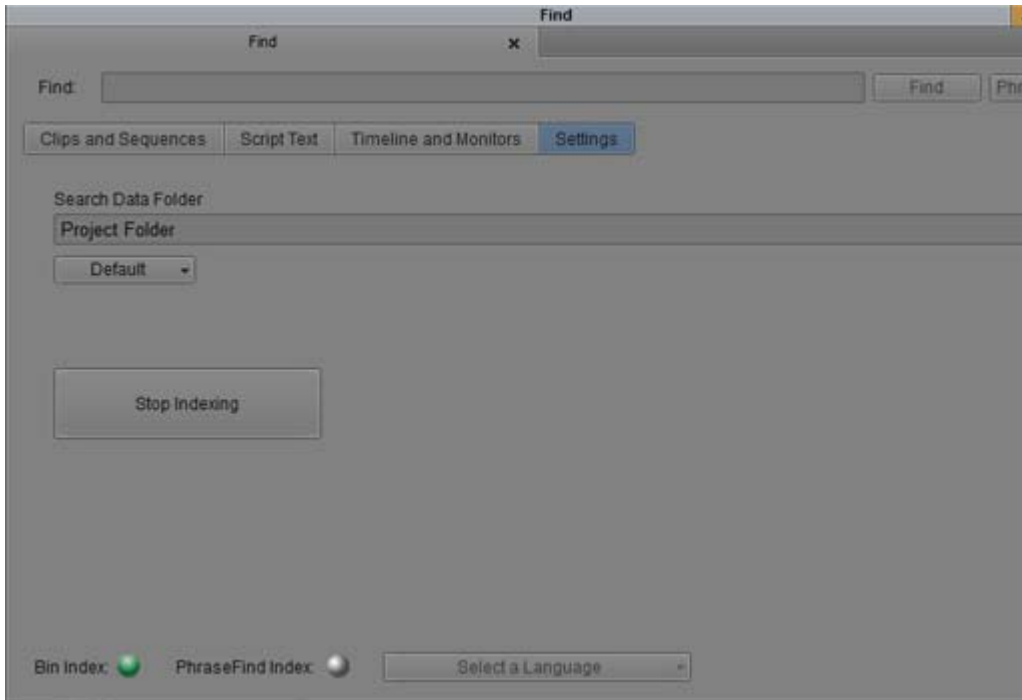 Find
Find
Find: Find Phr
Clips and Sequences Script Text Timeline and Monitors Settings
Search Data Folder
Project Folder
Default
Stop Indexing
Bin Index: PhraseFind Index: Select a Language